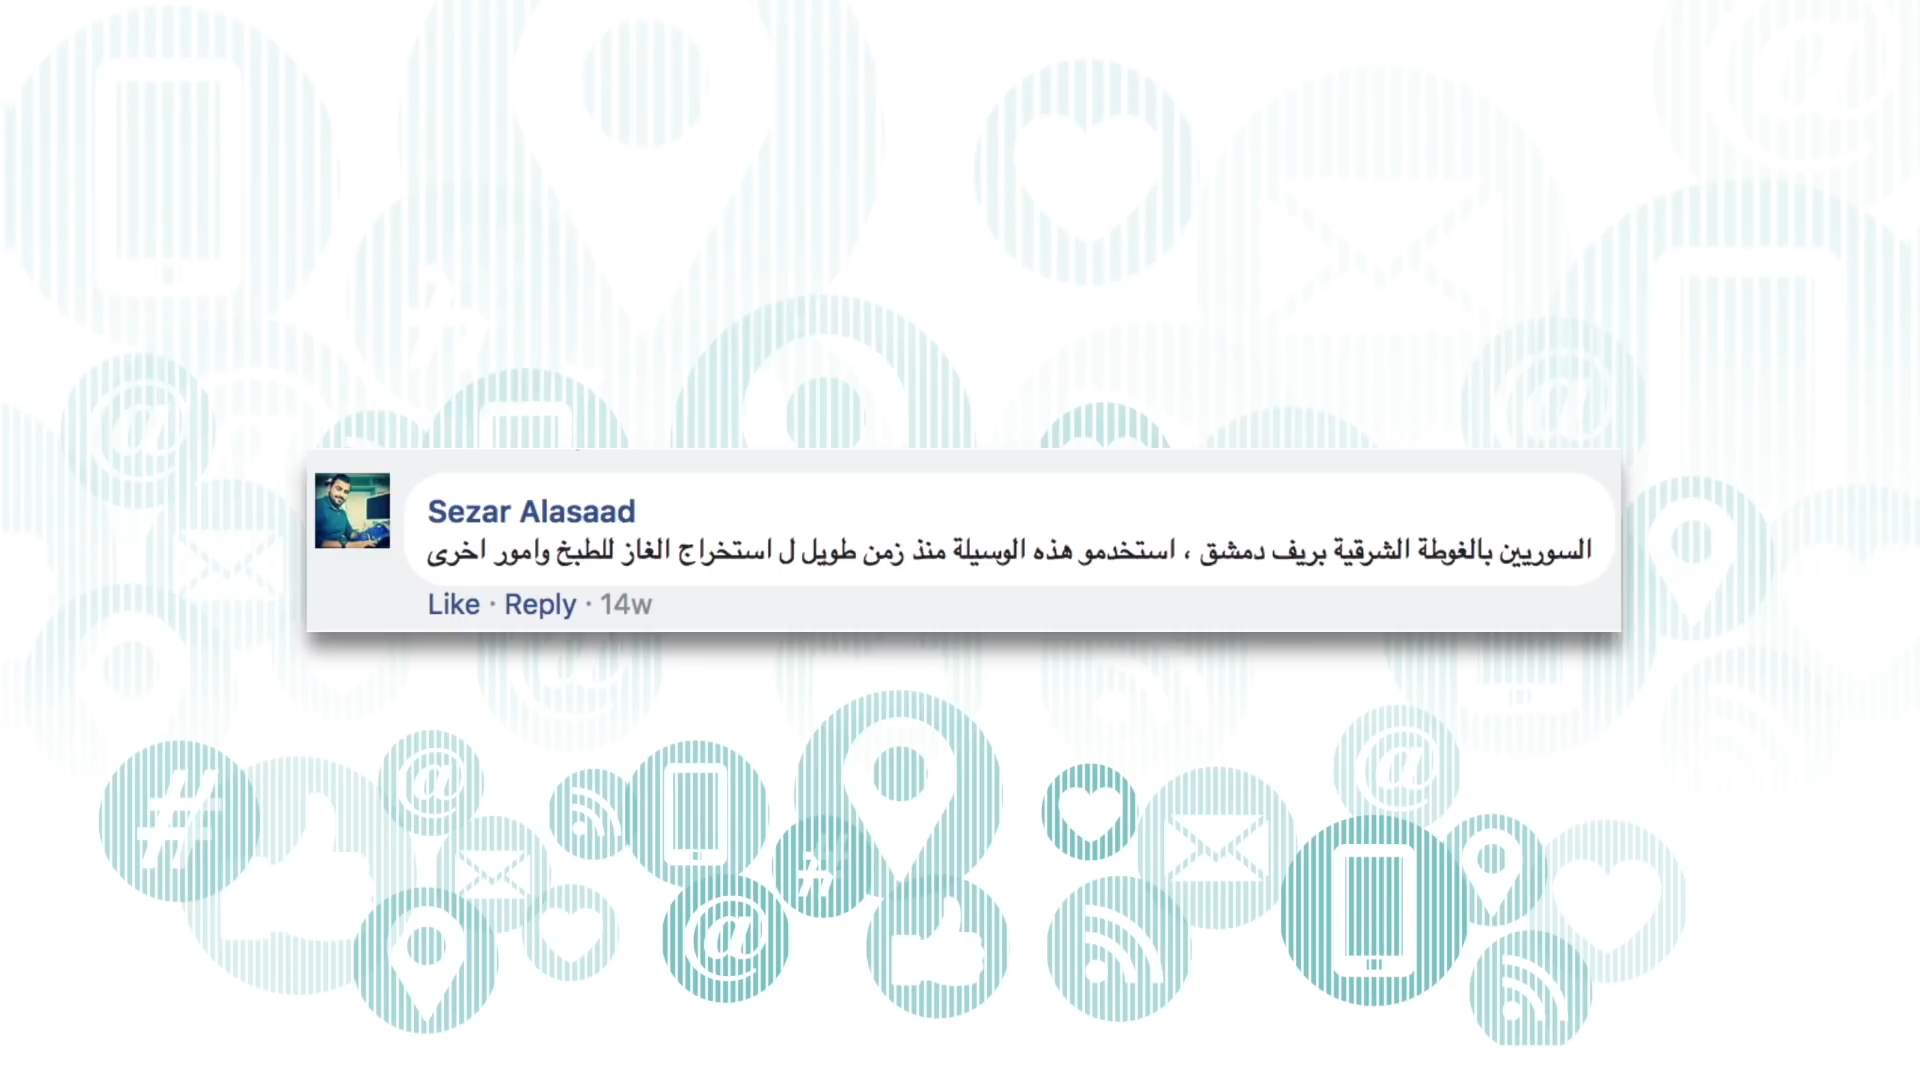 Sezar Alasaad
السوريين بالغوطة الشرقية بريف دمشق ، استخدمو هذه الوسيلة منذ زمن طويل ل استخراج الغاز للطبخ وامور اخرى
Like · Reply · 14w